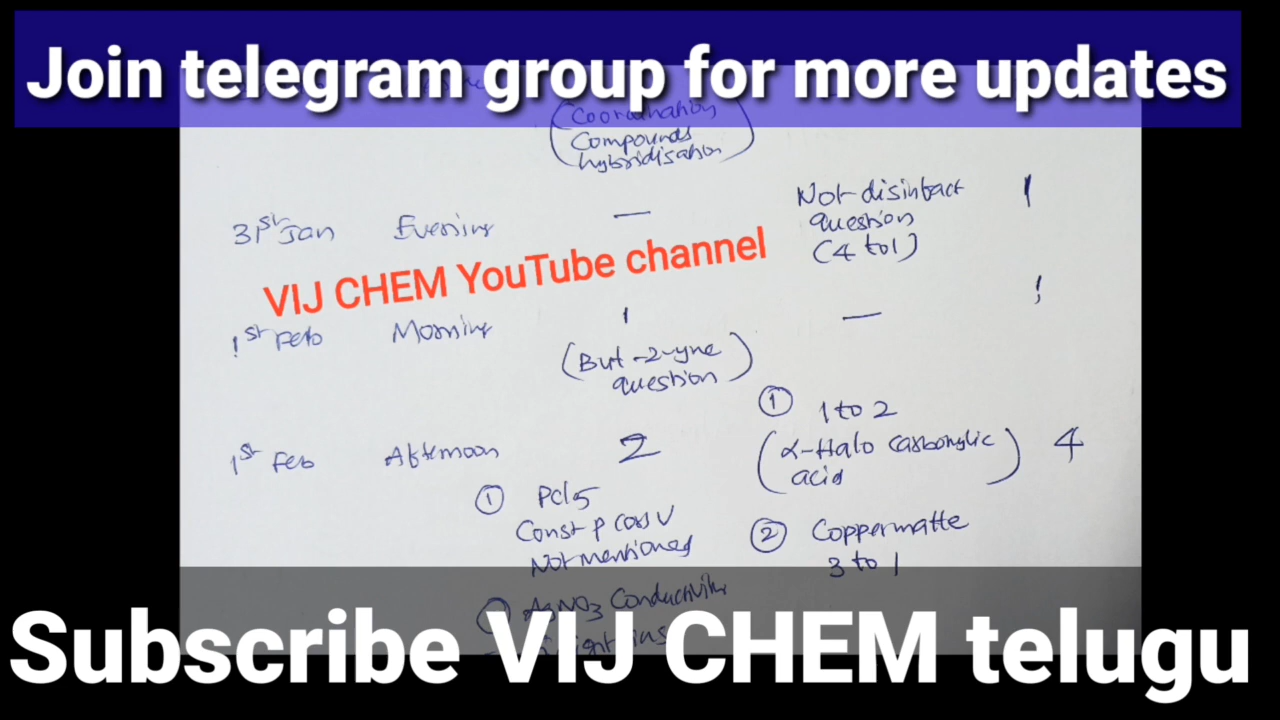 Join telegram group for more updates
(Coordination
Compounds
hybridisation)
Not disintract 1
31st Jan Evening — question
(4 to 1)
VIJ CHEM YouTube channel
1st Feb Morning 1 — !
(But-2-yne
question)
① 1 to 2
1st Feb Afternoon 2 (α-Halo carboxylic 4
acid)
① Pcl5
Const p
Not mentioned
② Coppermatte
3 to 1
AgNO3 Conductivity
Subscribe VIJ CHEM telugu